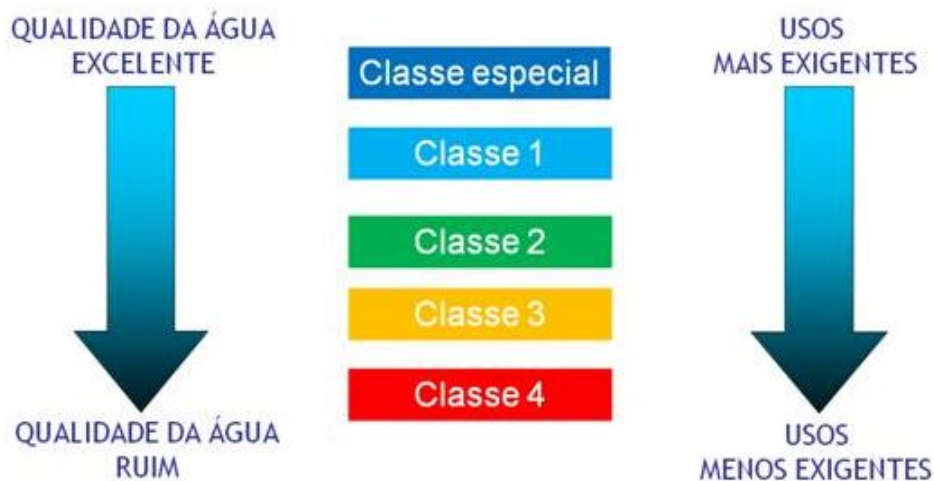 QUALIDADE DA ÁGUA
EXCELENTE
USOS
MAIS EXIGENTES
Classe especial
Classe 1
Classe 2
Classe 3
Classe 4
QUALIDADE DA ÁGUA
RUIM
USOS
MENOS EXIGENTES